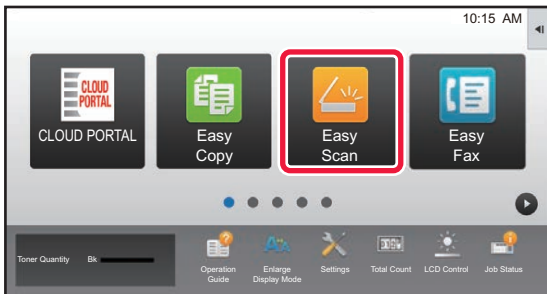 10:15 AM
CLOUD
PORTAL
CLOUD PORTAL
Easy
Copy
Easy
Scan
Easy
Fax
Toner Quantity Bk
Operation
Guide
Enlarge
Display Mode
Settings
Total Count
LCD Control
Job Status